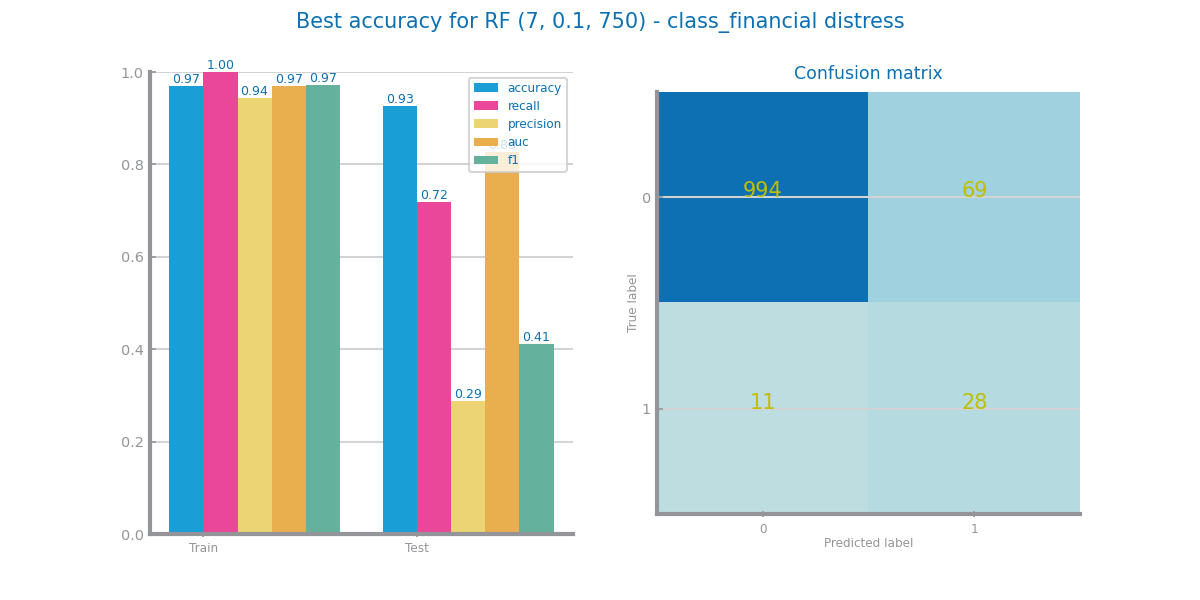 Best accuracy for RF (7, 0.1, 750) - class_financial distress
1.0
0.8
0.6
0.4
0.2
0.0
0.97
1.00
0.94
0.97
0.97
0.93
0.72
0.29
0.41
accuracy
recall
precision
auc
f1
Train
Test
Confusion matrix
True label
0
1
994
69
11
28
0
1
Predicted label